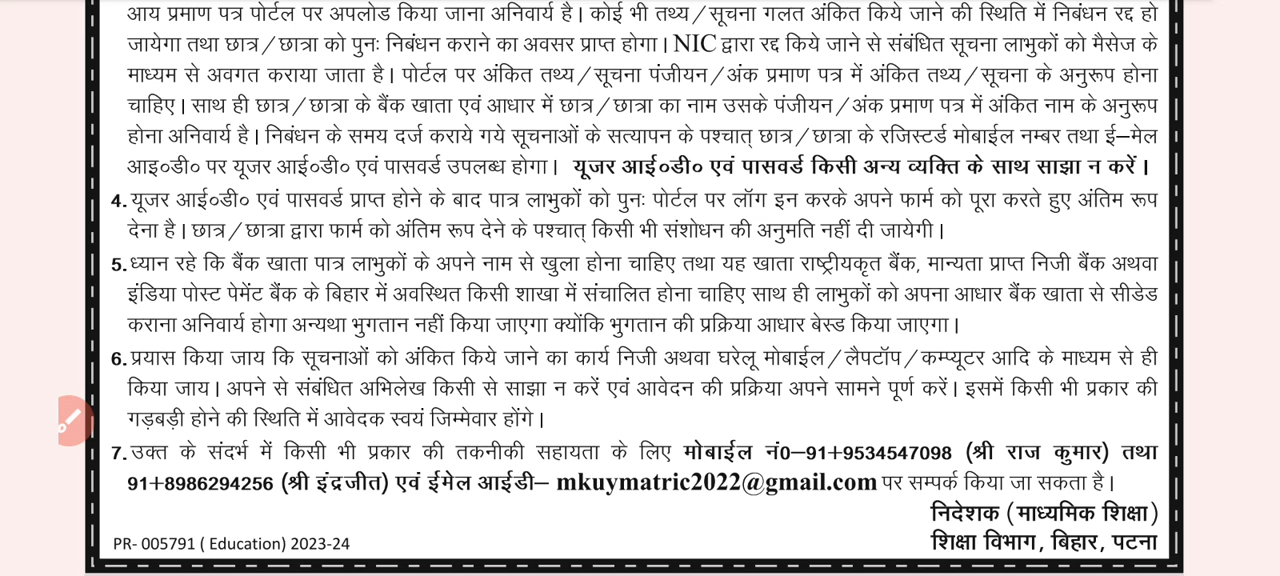 आय प्रमाण पत्र पोर्टल पर अपलोड किया जाना अनिवार्य है। कोई भी तथ्य/सूचना गलत अंकित किये जाने की स्थिति में निबंधन रद्द हो
जायेगा तथा छात्र/छात्रा को पुनः निबंधन कराने का अवसर प्राप्त होगा। NIC द्वारा रद्द किये जाने से संबंधित सूचना लाभुकों को मैसेज के
माध्यम से अवगत कराया जाता है। पोर्टल पर अंकित तथ्य/सूचना पंजीयन/अंक प्रमाण पत्र में अंकित तथ्य/सूचना के अनुरूप होना
चाहिए। साथ ही छात्र/छात्रा के बैंक खाता एवं आधार में छात्र/छात्रा का नाम उसके पंजीयन/अंक प्रमाण पत्र में अंकित नाम के अनुरूप
होना अनिवार्य है। निबंधन के समय दर्ज कराये गये सूचनाओं के सत्यापन के पश्चात् छात्र/छात्रा के रजिस्टर्ड मोबाईल नम्बर तथा ई–मेल
आइ०डी० पर यूजर आई०डी० एवं पासवर्ड उपलब्ध होगा। यूजर आई०डी० एवं पासवर्ड किसी अन्य व्यक्ति के साथ साझा न करें।
4. यूजर आई०डी० एवं पासवर्ड प्राप्त होने के बाद पात्र लाभुकों को पुनः पोर्टल पर लॉग इन करके अपने फार्म को पूरा करते हुए अंतिम रूप
देना है। छात्र/छात्रा द्वारा फार्म को अंतिम रूप देने के पश्चात् किसी भी संशोधन की अनुमति नहीं दी जायेगी।
5. ध्यान रहे कि बैंक खाता पात्र लाभुकों के अपने नाम से खुला होना चाहिए तथा यह खाता राष्ट्रीयकृत बैंक, मान्यता प्राप्त निजी बैंक अथवा
इंडिया पोस्ट पेमेंट बैंक के बिहार में अवस्थित किसी शाखा में संचालित होना चाहिए साथ ही लाभुकों को अपना आधार बैंक खाता से सीडेड
कराना अनिवार्य होगा अन्यथा भुगतान नहीं किया जाएगा क्योंकि भुगतान की प्रक्रिया आधार बेस्ड किया जाएगा।
6. प्रयास किया जाय कि सूचनाओं को अंकित किये जाने का कार्य निजी अथवा घरेलू मोबाईल/लैपटॉप/कम्प्यूटर आदि के माध्यम से ही
किया जाय। अपने से संबंधित अभिलेख किसी से साझा न करें एवं आवेदन की प्रक्रिया अपने सामने पूर्ण करें। इसमें किसी भी प्रकार की
गड़बड़ी होने की स्थिति में आवेदक स्वयं जिम्मेवार होंगे।
7. उक्त के संदर्भ में किसी भी प्रकार की तकनीकी सहायता के लिए मोबाईल नं0–91+9534547098 (श्री राज कुमार) तथा
91+8986294256 (श्री इंद्रजीत) एवं ईमेल आईडी– mkuymatric2022@gmail.com पर सम्पर्क किया जा सकता है।
निदेशक (माध्यमिक शिक्षा)
PR- 005791 ( Education) 2023-24
शिक्षा विभाग, बिहार, पटना